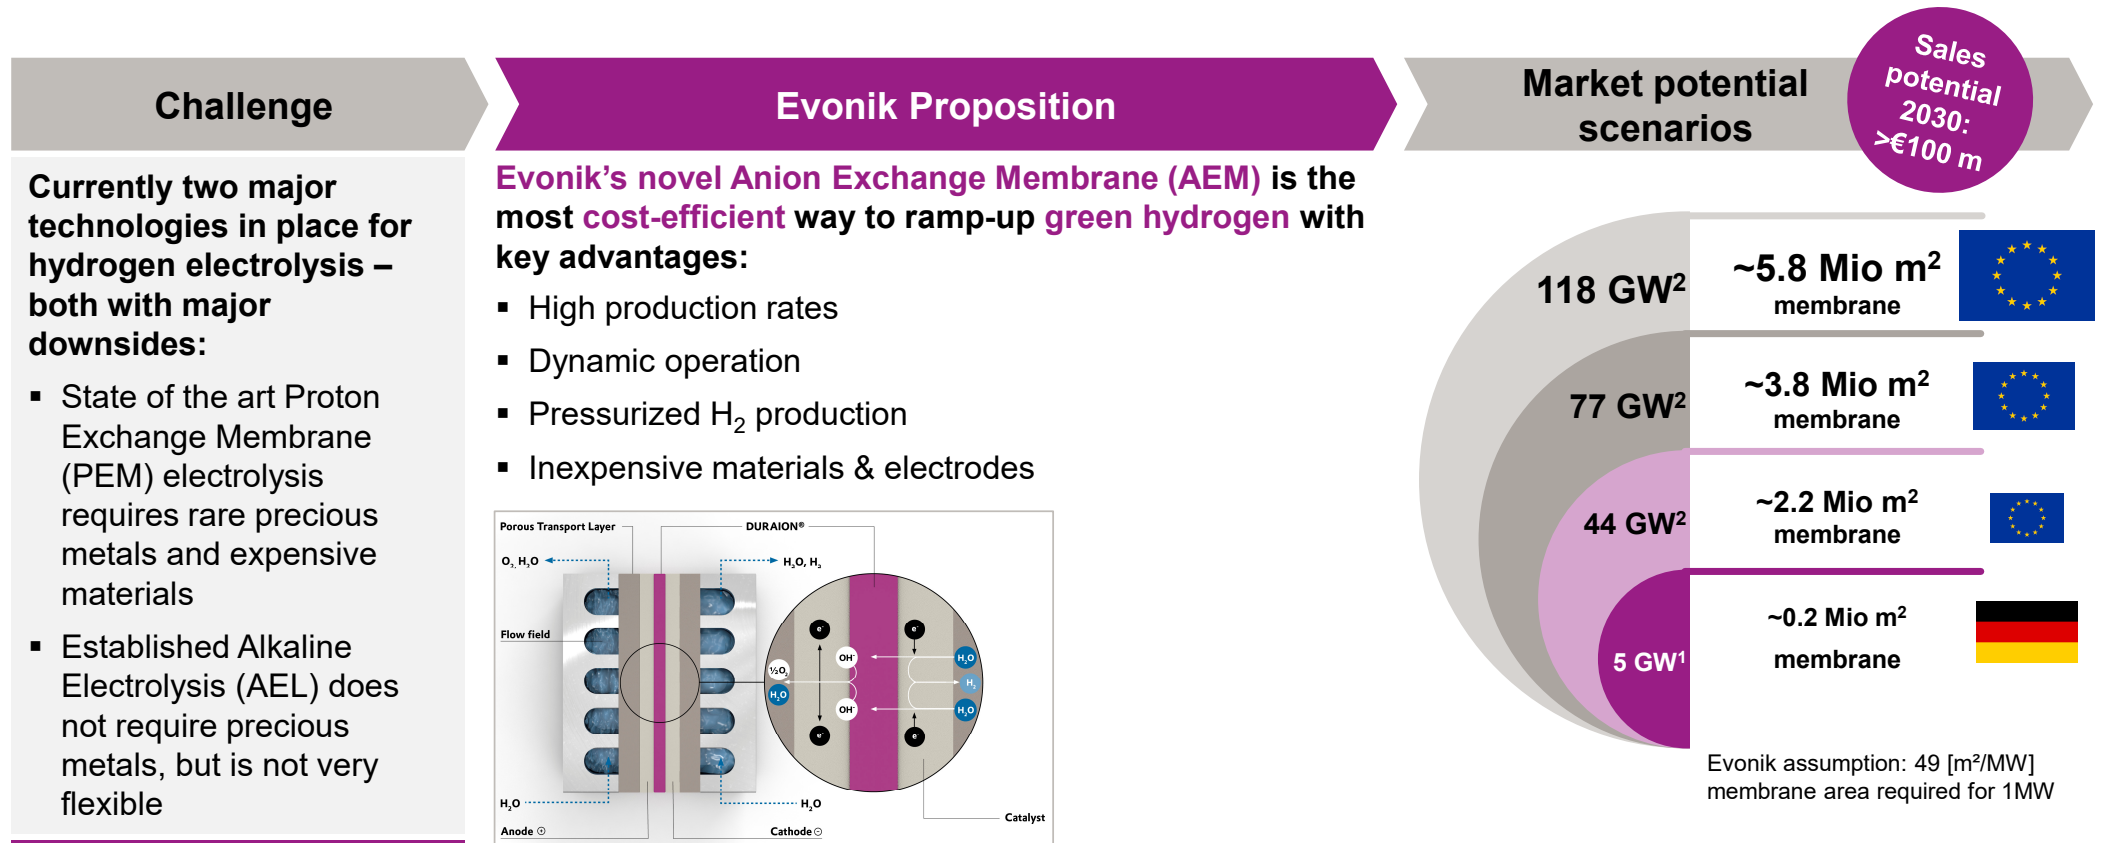 Challenge
Currently two major
technologies in place for
hydrogen electrolysis –
both with major
downsides:
▪ State of the art Proton
Exchange Membrane
(PEM) electrolysis
requires rare precious
metals and expensive
materials
▪ Established Alkaline
Electrolysis (AEL) does
not require precious
metals, but is not very
flexible
Evonik Proposition
Evonik’s novel Anion Exchange Membrane (AEM) is the
most cost-efficient way to ramp-up green hydrogen with
key advantages:
▪ High production rates
▪ Dynamic operation
▪ Pressurized H₂ production
▪ Inexpensive materials & electrodes
Porous Transport Layer
DURAION®
O₂, H₂O
H₂O, H₂
Flow field
e⁻
e⁻
OH⁻
H₂O
½O₂
H₂O
H₂
OH⁻
H₂O
e⁻
e⁻
H₂O
H₂O
Catalyst
Anode ⊕
Cathode ⊖
Market potential
scenarios
Sales
potential
2030:
>€100 m
118 GW²
~5.8 Mio m²
membrane
77 GW²
~3.8 Mio m²
membrane
44 GW²
~2.2 Mio m²
membrane
5 GW¹
~0.2 Mio m²
membrane
Evonik assumption: 49 [m²/MW]
membrane area required for 1MW